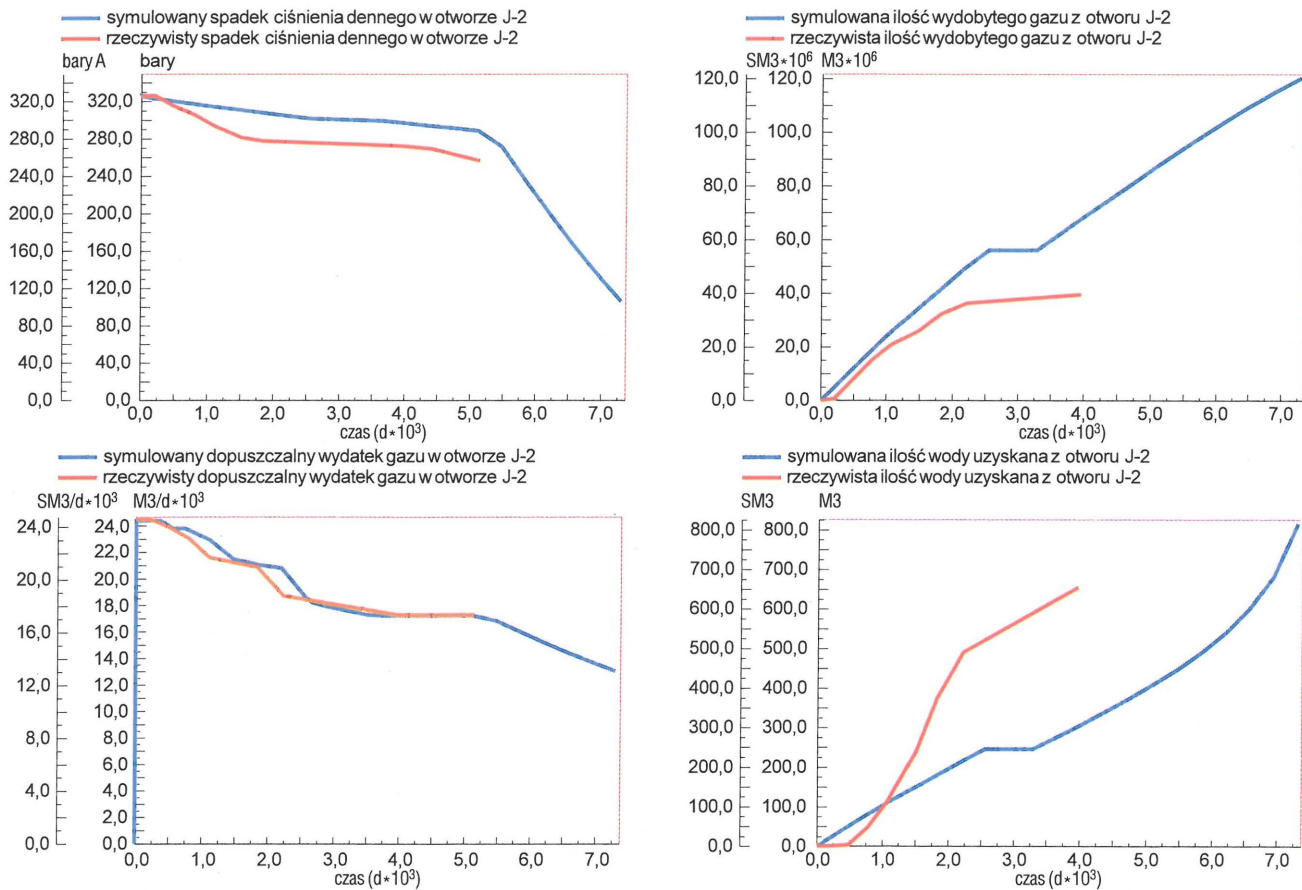 symulowany spadek ciśnienia dennego w otworze J-2
rzeczywisty spadek ciśnienia dennego w otworze J-2
bary A bary
320,0 320,0
280,0 280,0
240,0 240,0
200,0 200,0
160,0 160,0
120,0 120,0
80,0 80,0
40,0 40,0
0,0 0,0
0,0 1,0 2,0 3,0 4,0 5,0 6,0 7,0
czas (d*10³)
symulowana ilość wydobytego gazu z otworu J-2
rzeczywista ilość wydobytego gazu z otworu J-2
SM3*10⁶ M3*10⁶
120,0 120,0
100,0 100,0
80,0 80,0
60,0 60,0
40,0 40,0
20,0 20,0
0,0 0,0
0,0 1,0 2,0 3,0 4,0 5,0 6,0 7,0
czas (d*10³)
symulowany dopuszczalny wydatek gazu w otworze J-2
rzeczywisty dopuszczalny wydatek gazu w otworze J-2
SM3/d*10³ M3/d*10³
24,0 24,0
22,0
20,0 20,0
18,0
16,0 16,0
14,0
12,0 12,0
10,0
8,0 8,0
6,0
4,0 4,0
2,0
0,0 0,0
0,0 1,0 2,0 3,0 4,0 5,0 6,0 7,0
czas (d*10³)
symulowana ilość wody uzyskana z otworu J-2
rzeczywista ilość wody uzyskana z otworu J-2
SM3 M3
800,0 800,0
700,0 700,0
600,0 600,0
500,0 500,0
400,0 400,0
300,0 300,0
200,0 200,0
100,0 100,0
0,0 0,0
0,0 1,0 2,0 3,0 4,0 5,0 6,0 7,0
czas (d*10³)